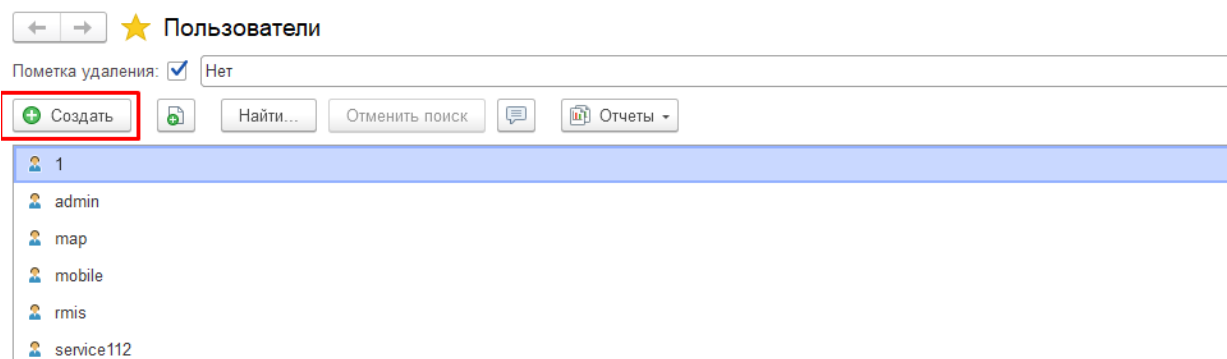 Пользователи
Пометка удаления: Нет
Создать Найти... Отменить поиск Отчеты
1
admin
map
mobile
rmis
service112